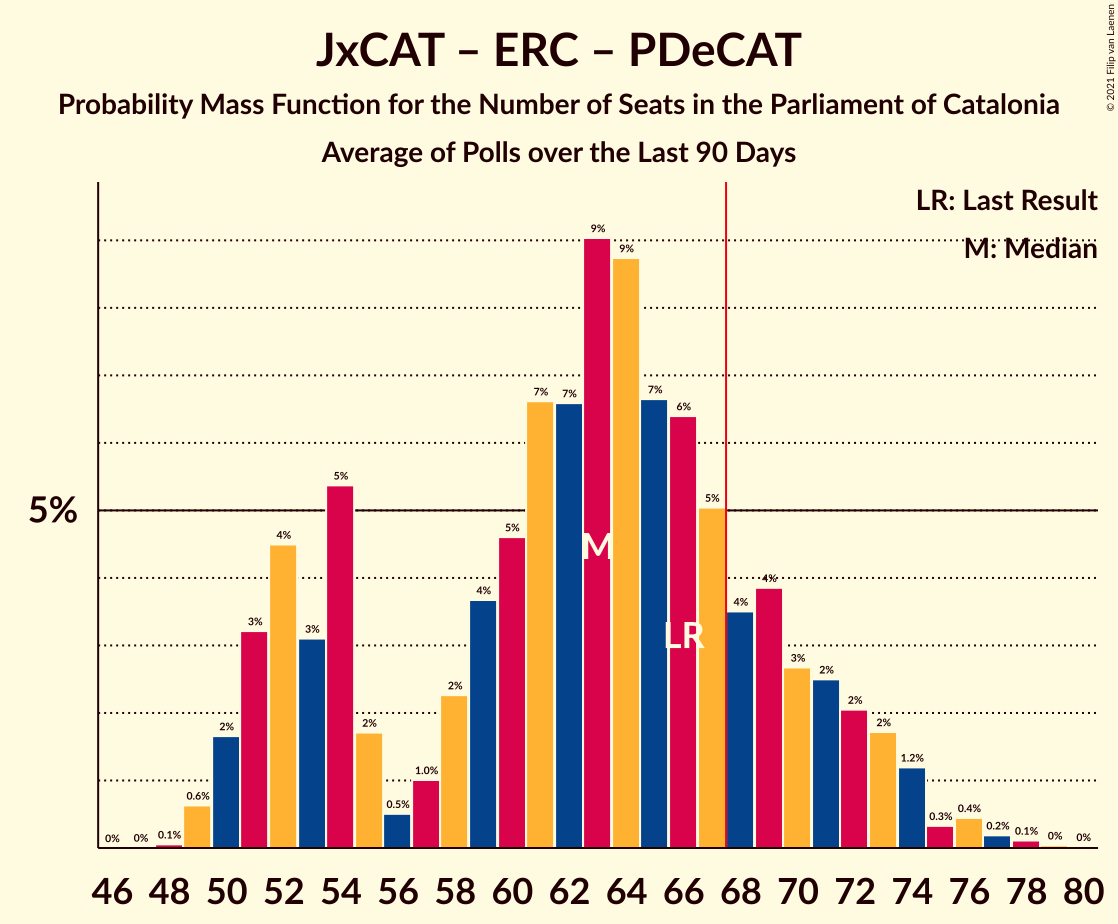 JxCAT – ERC – PDeCAT
Probability Mass Function for the Number of Seats in the Parliament of Catalonia
Average of Polls over the Last 90 Days
© 2021 Filip van Laenen
LR: Last Result
M: Median
5%
0% 0% 0.1% 0.6% 2% 3% 4% 3% 5% 2% 0.5% 1.0% 2% 4% 5% 7% 7% 9% 9% 7% 6% 5% 4% 4% 3% 2% 2% 2% 1.2% 0.3% 0.4% 0.2% 0.1% 0% 0%
M
LR
46 48 50 52 54 56 58 60 62 64 66 68 70 72 74 76 78 80